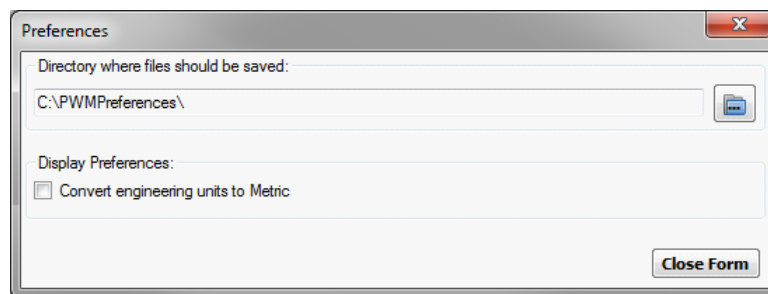 Preferences
Directory where files should be saved:
C:\PWMPreferences\
Display Preferences:
Convert engineering units to Metric
Close Form